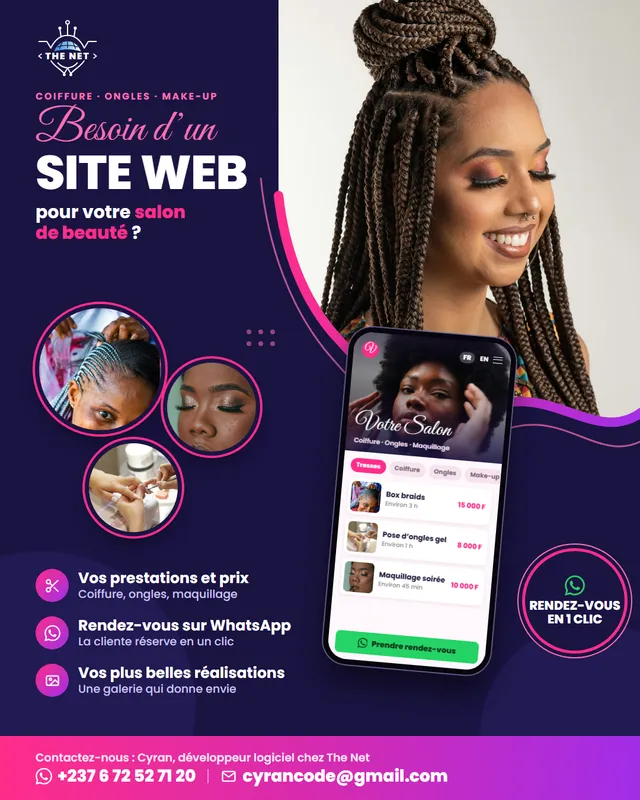 THE NET
COIFFURE · ONGLES · MAKE-UP
Besoin d'un
SITE WEB
pour votre salon
de beauté ?
V
FR EN
Votre Salon
Coiffure · Ongles · Maquillage
Tresses Coiffure Ongles Make-up
Box braids
Environ 3 h
15 000 F
Pose d'ongles gel
Environ 1 h
8 000 F
Maquillage soirée
Environ 45 min
10 000 F
Prendre rendez-vous
RENDEZ-VOUS
EN 1 CLIC
Vos prestations et prix
Coiffure, ongles, maquillage
Rendez-vous sur WhatsApp
La cliente réserve en un clic
Vos plus belles réalisations
Une galerie qui donne envie
Contactez-nous : Cyran, développeur logiciel chez The Net
+237 6 72 52 71 20 | cyrancode@gmail.com